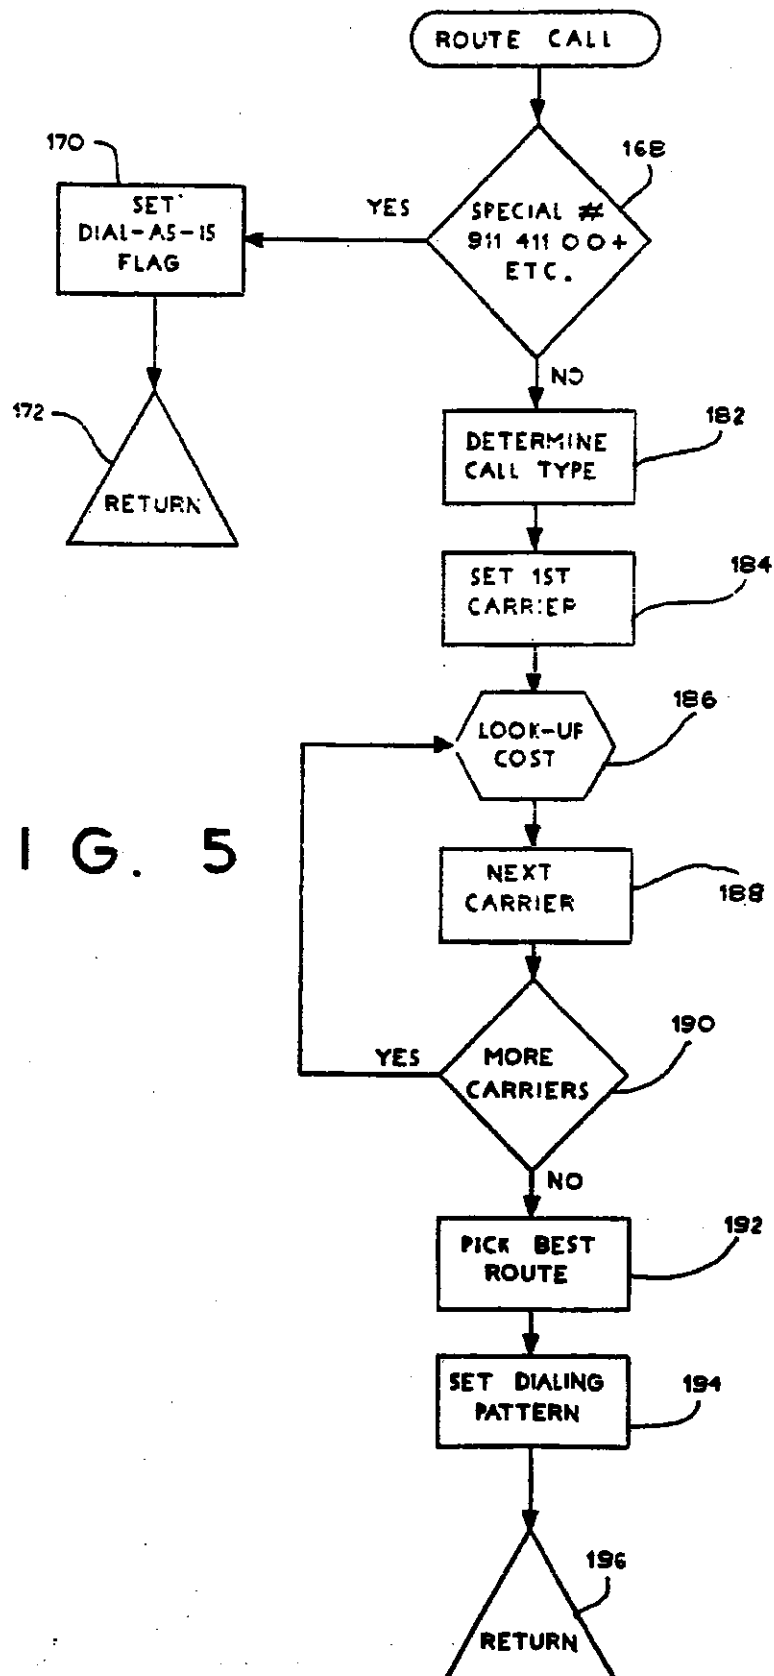 ROUTE CALL
168
SPECIAL #
911 411 0 0+
ETC.
YES
170
SET
DIAL-AS-IS
FLAG
172
RETURN
NO
182
DETERMINE
CALL TYPE
184
SET 1ST
CARRIER
186
LOOK-UP
COST
I G. 5
NEXT
CARRIER
188
190
YES
MORE
CARRIERS
NO
192
PICK BEST
ROUTE
194
SET DIALING
PATTERN
196
RETURN